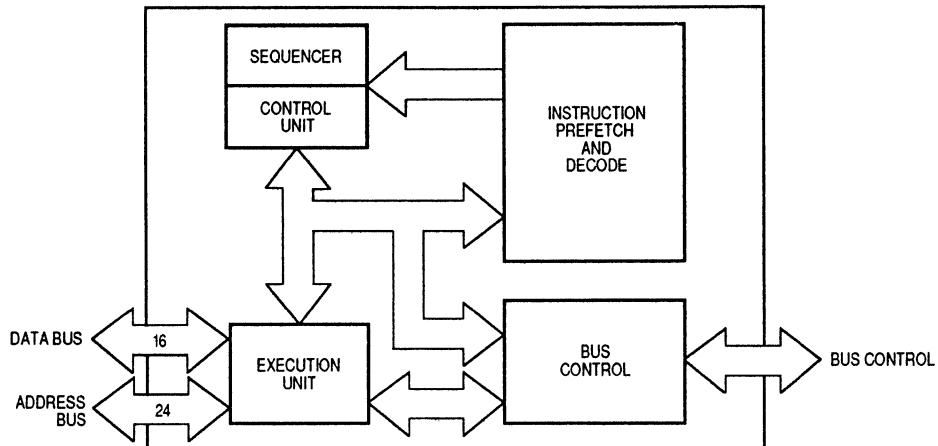 SEQUENCER
CONTROL
UNIT
INSTRUCTION
PREFETCH
AND
DECODE
DATA BUS
16
ADDRESS
BUS
24
EXECUTION
UNIT
BUS
CONTROL
BUS CONTROL